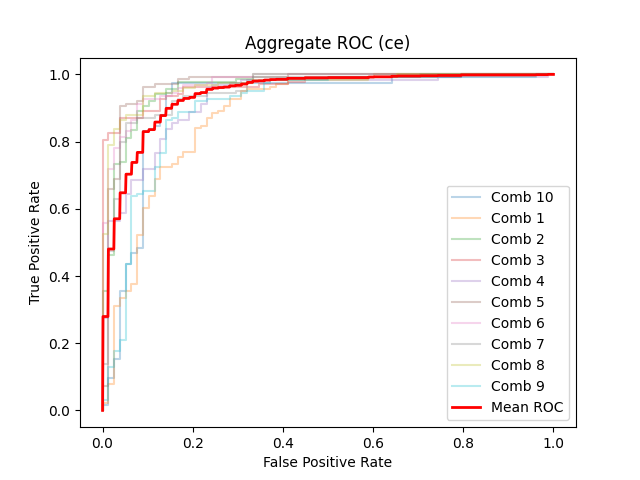 Aggregate ROC (ce)
True Positive Rate
1.0
0.8
0.6
0.4
0.2
0.0
Comb 10
Comb 1
Comb 2
Comb 3
Comb 4
Comb 5
Comb 6
Comb 7
Comb 8
Comb 9
Mean ROC
0.0 0.2 0.4 0.6 0.8 1.0
False Positive Rate